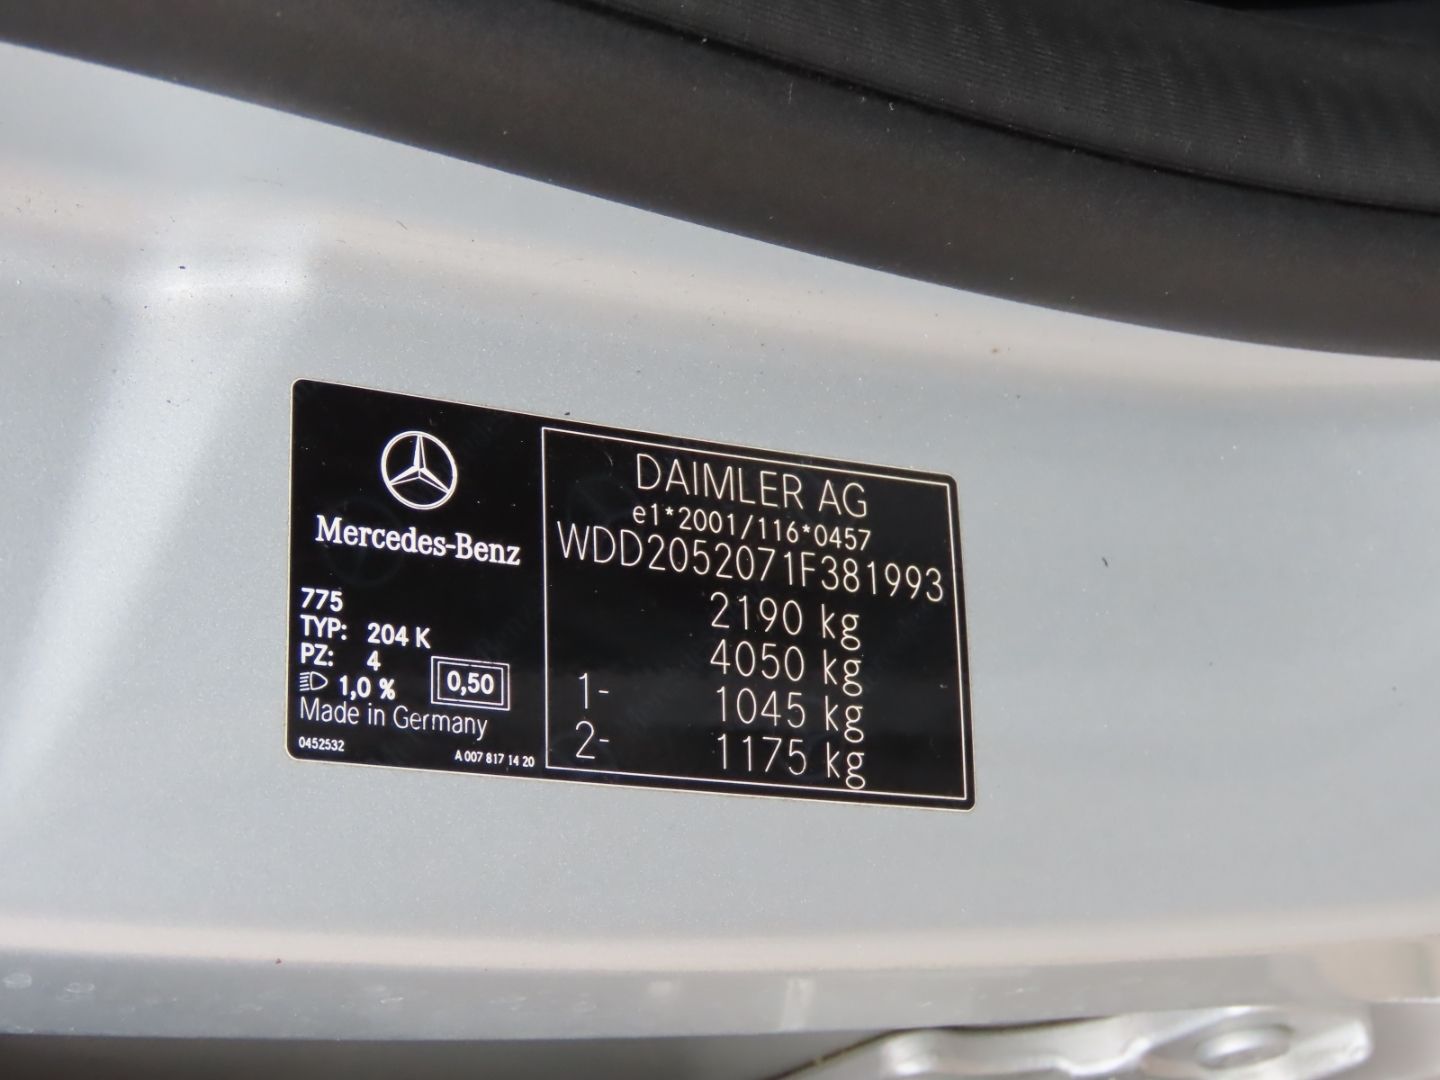 Mercedes-Benz
775
TYP: 204 K
PZ: 4
1,0 % 0,50
Made in Germany
0452532 A 007 817 14 20
DAIMLER AG
e1*2001/116*0457
WDD2052071F381993
2190 kg
4050 kg
1- 1045 kg
2- 1175 kg